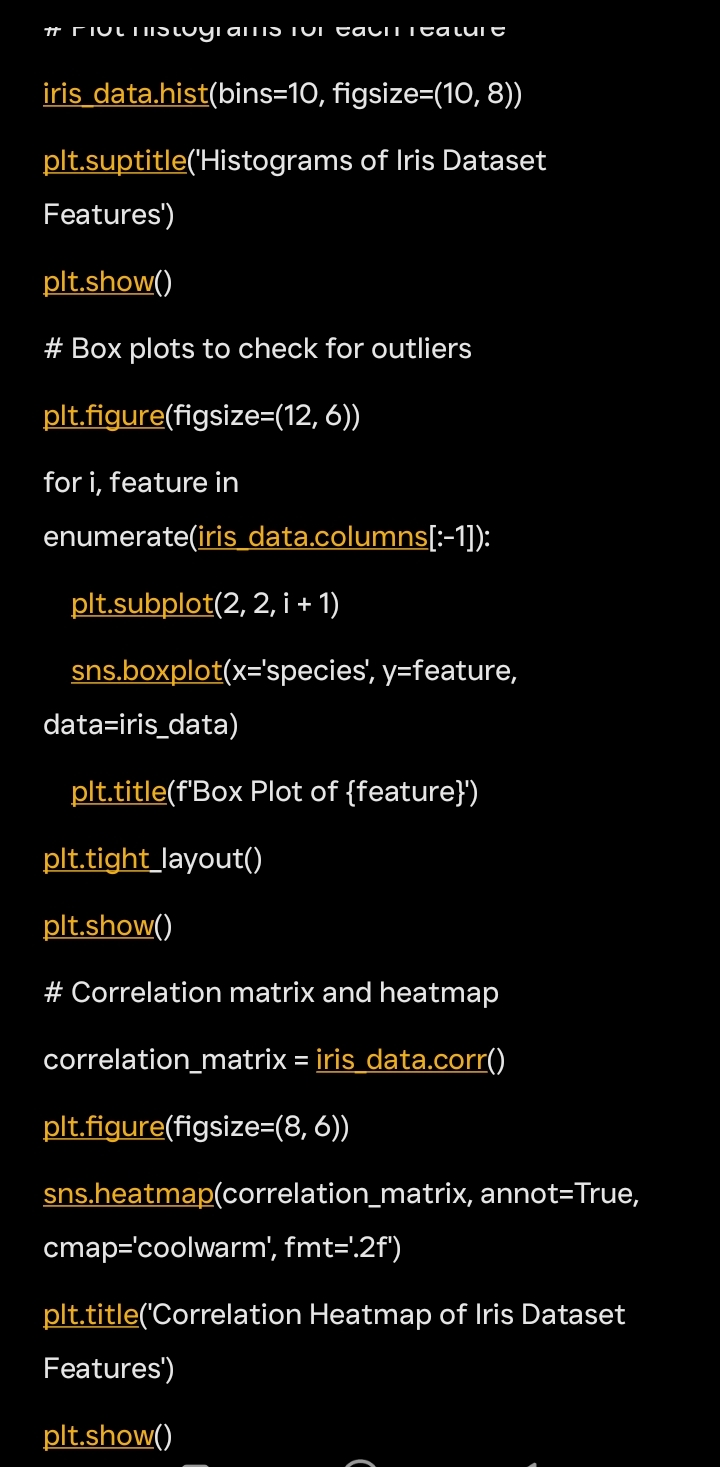 # Plot histograms for each feature
iris_data.hist(bins=10, figsize=(10, 8))
plt.suptitle('Histograms of Iris Dataset
Features')
plt.show()
# Box plots to check for outliers
plt.figure(figsize=(12, 6))
for i, feature in
enumerate(iris_data.columns[:-1]):
    plt.subplot(2, 2, i + 1)
    sns.boxplot(x='species', y=feature,
data=iris_data)
    plt.title(f'Box Plot of {feature}')
plt.tight_layout()
plt.show()
# Correlation matrix and heatmap
correlation_matrix = iris_data.corr()
plt.figure(figsize=(8, 6))
sns.heatmap(correlation_matrix, annot=True,
cmap='coolwarm', fmt='.2f')
plt.title('Correlation Heatmap of Iris Dataset
Features')
plt.show()